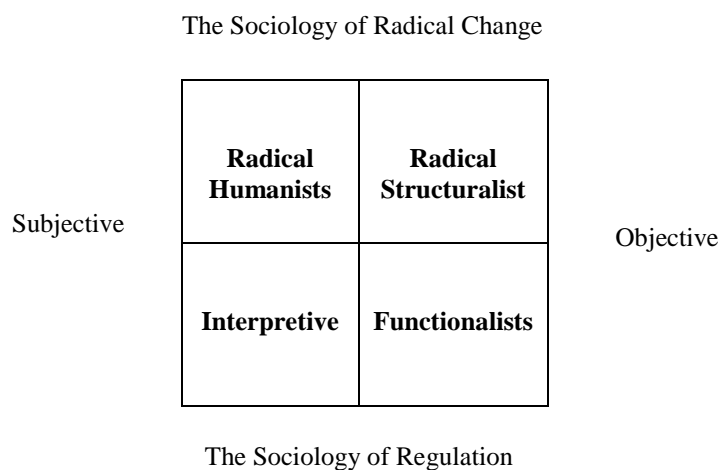 The Sociology of Radical Change
Radical
Humanists
Radical
Structuralist
Subjective
Objective
Interpretive
Functionalists
The Sociology of Regulation